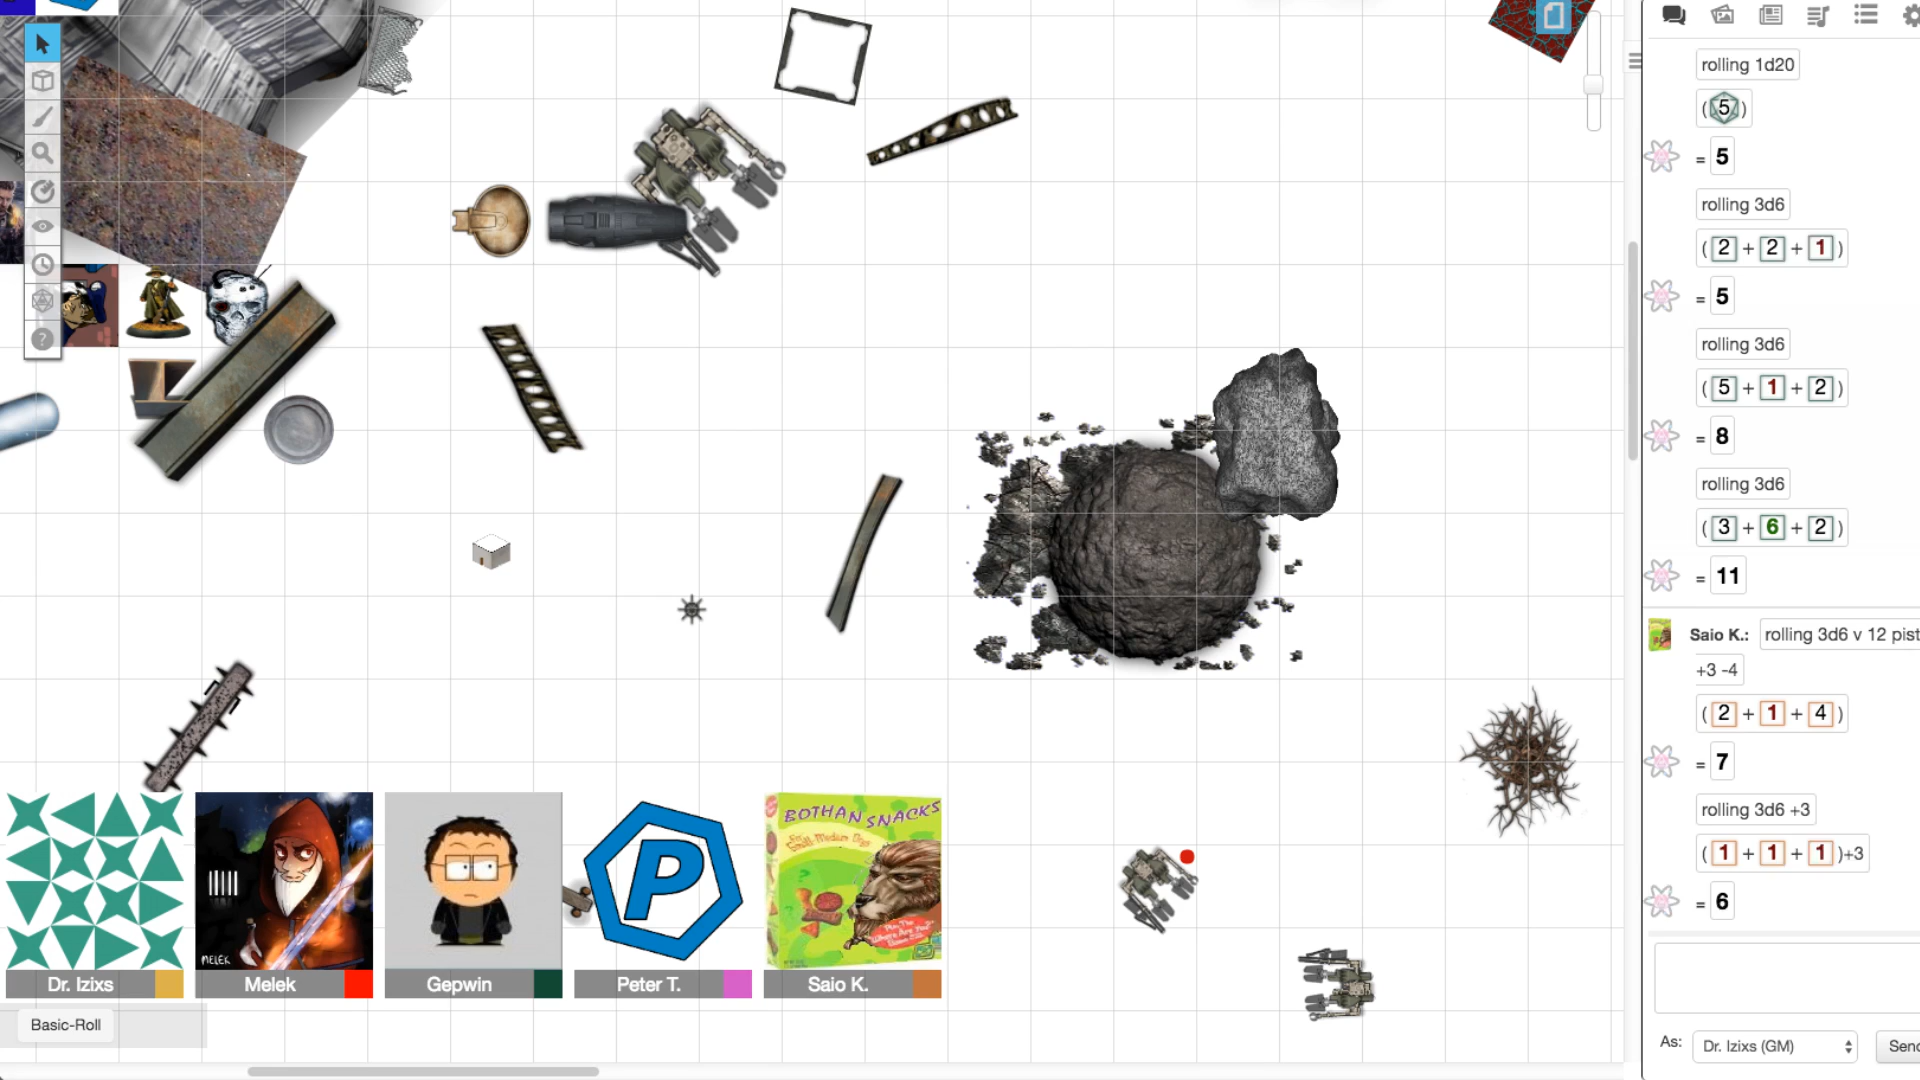 rolling 1d20
(5)
= 5
rolling 3d6
(2+2+1)
= 5
rolling 3d6
(5+1+2)
= 8
rolling 3d6
(3+6+2)
= 11
Saio K.: rolling 3d6 v 12 pist
+3 -4
(2+1+4)
= 7
rolling 3d6 +3
(1+1+1)+3
= 6
BOTHAN SNACKS
MELEK
P
Dr. Izixs
Melek
Gepwin
Peter T.
Saio K.
Basic-Roll
As: Dr. Izixs (GM)
Send
?